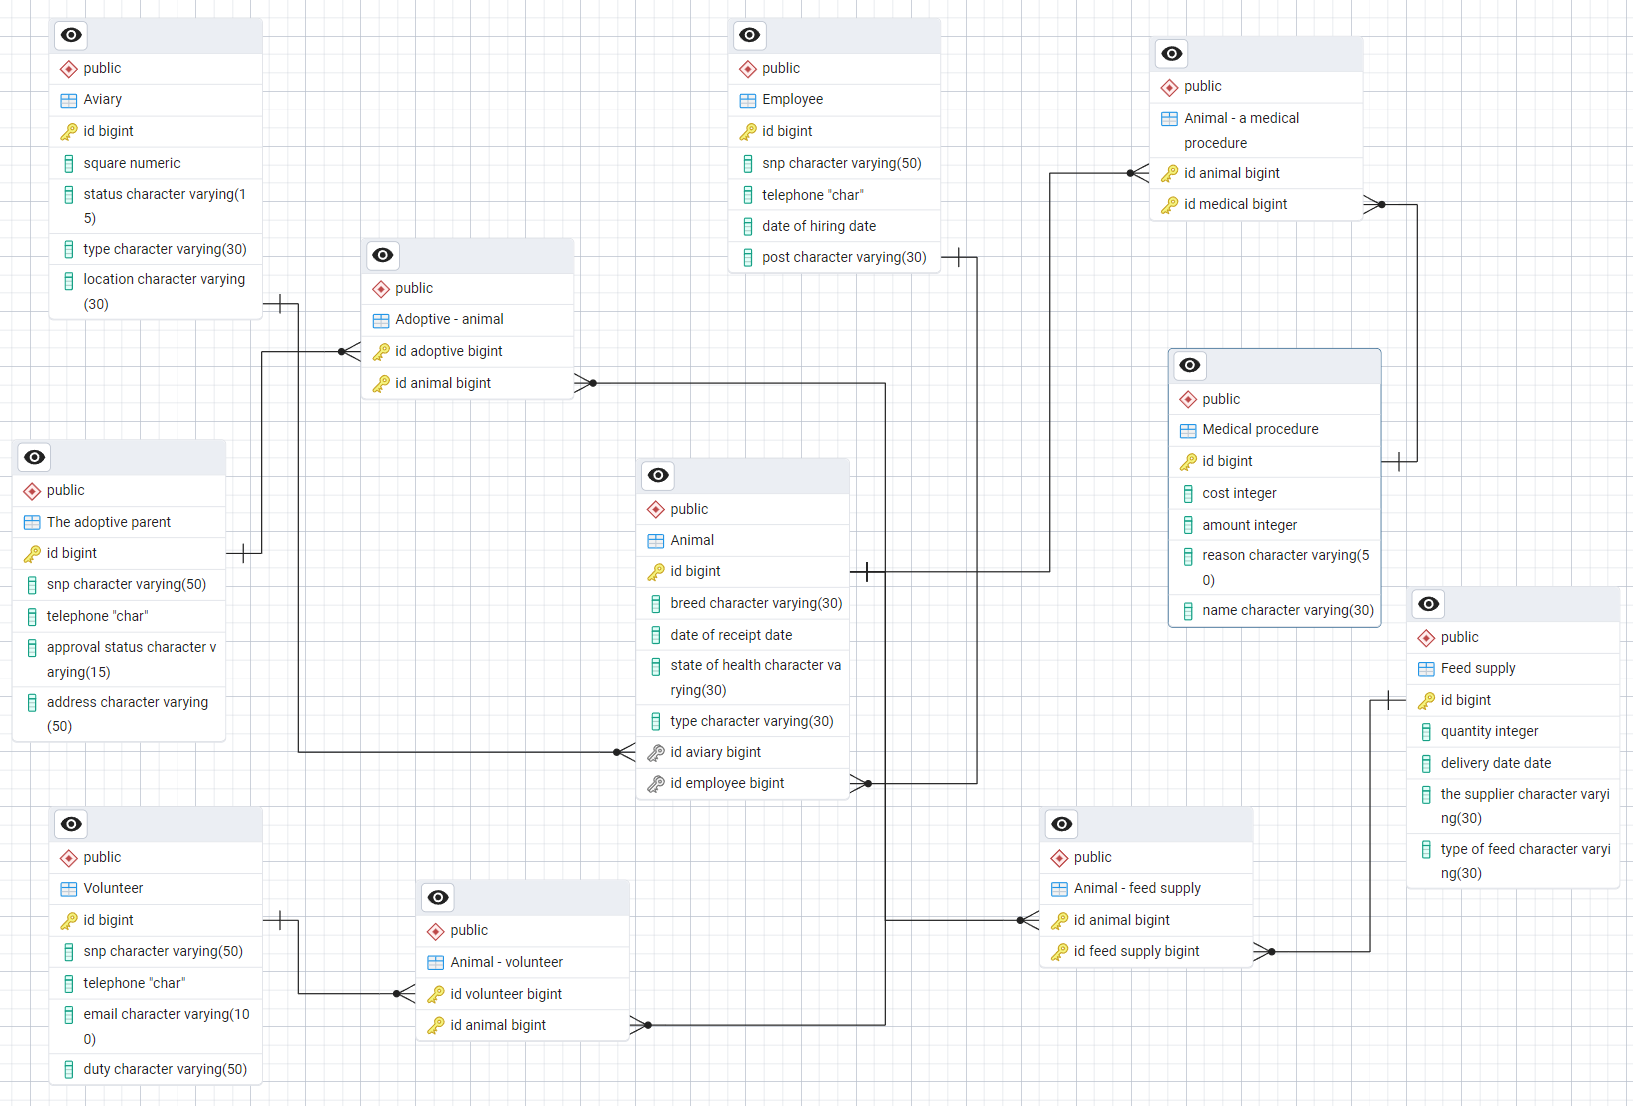 public
Aviary
id bigint
square numeric
status character varying(1
5)
type character varying(30)
location character varying
(30)
public
Employee
id bigint
snp character varying(50)
telephone "char"
date of hiring date
post character varying(30)
public
Animal - a medical
procedure
id animal bigint
id medical bigint
public
Adoptive - animal
id adoptive bigint
id animal bigint
public
Medical procedure
id bigint
cost integer
amount integer
reason character varying(5
0)
name character varying(30)
public
The adoptive parent
id bigint
snp character varying(50)
telephone "char"
approval status character v
arying(15)
address character varying
(50)
public
Animal
id bigint
breed character varying(30)
date of receipt date
state of health character va
rying(30)
type character varying(30)
id aviary bigint
id employee bigint
public
Feed supply
id bigint
quantity integer
delivery date date
the supplier character varyi
ng(30)
type of feed character varyi
ng(30)
public
Volunteer
id bigint
snp character varying(50)
telephone "char"
email character varying(10
0)
duty character varying(50)
public
Animal - volunteer
id volunteer bigint
id animal bigint
public
Animal - feed supply
id animal bigint
id feed supply bigint